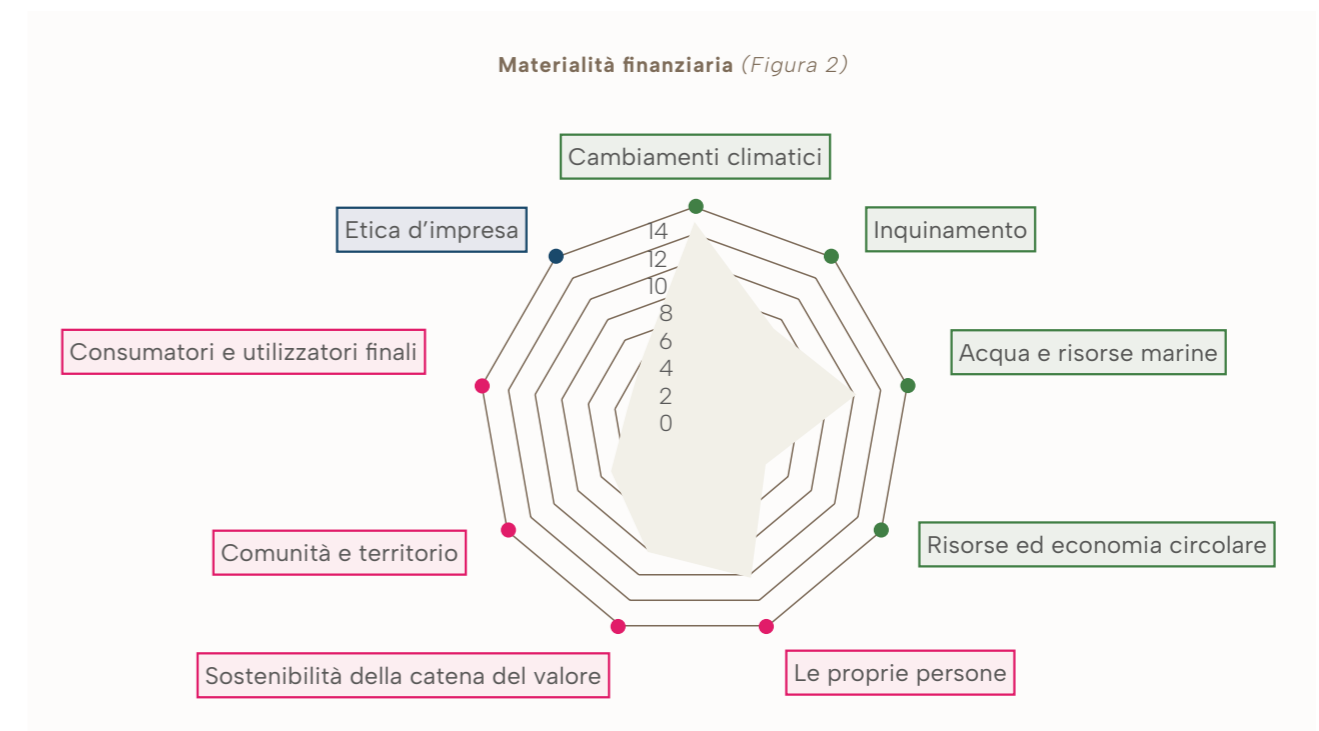 Materialità finanziaria (Figura 2)
Cambiamenti climatici
Etica d’impresa
Inquinamento
14
12
10
8
6
4
2
0
Consumatori e utilizzatori finali
Acqua e risorse marine
Comunità e territorio
Risorse ed economia circolare
Sostenibilità della catena del valore
Le proprie persone